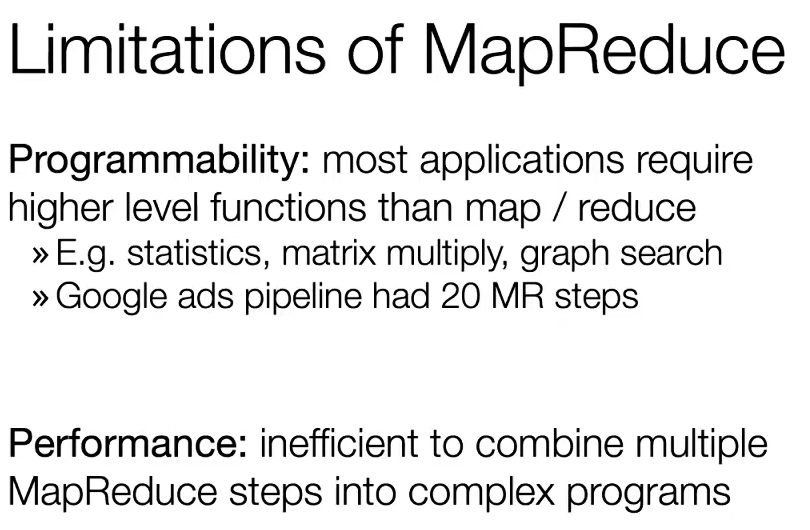 Limitations of MapReduce
Programmability: most applications require
higher level functions than map / reduce
» E.g. statistics, matrix multiply, graph search
» Google ads pipeline had 20 MR steps
Performance: inefficient to combine multiple
MapReduce steps into complex programs